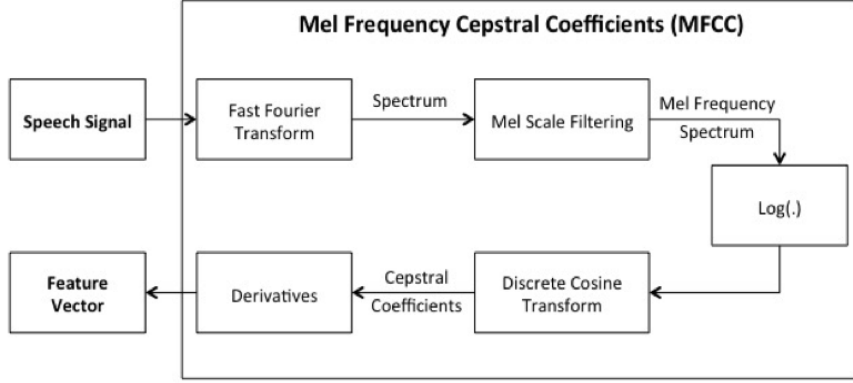 Mel Frequency Cepstral Coefficients (MFCC)
Speech Signal
Fast Fourier
Transform
Spectrum
Mel Scale Filtering
Mel Frequency
Spectrum
Log(.)
Discrete Cosine
Transform
Cepstral
Coefficients
Derivatives
Feature
Vector